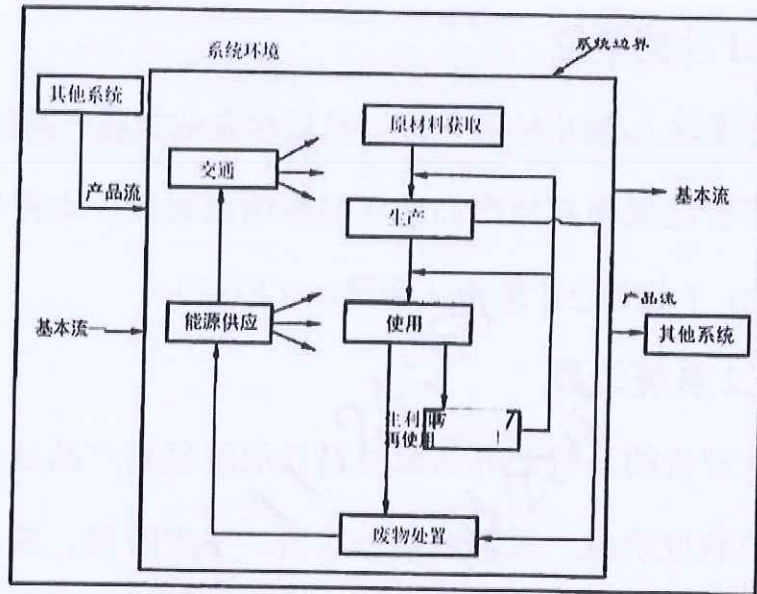 系统环境
系统边界
其他系统
原材料获取
交通
产品流
基本流
生产
产品流
基本流
能源供应
使用
其他系统
生利
再使用
废物处置